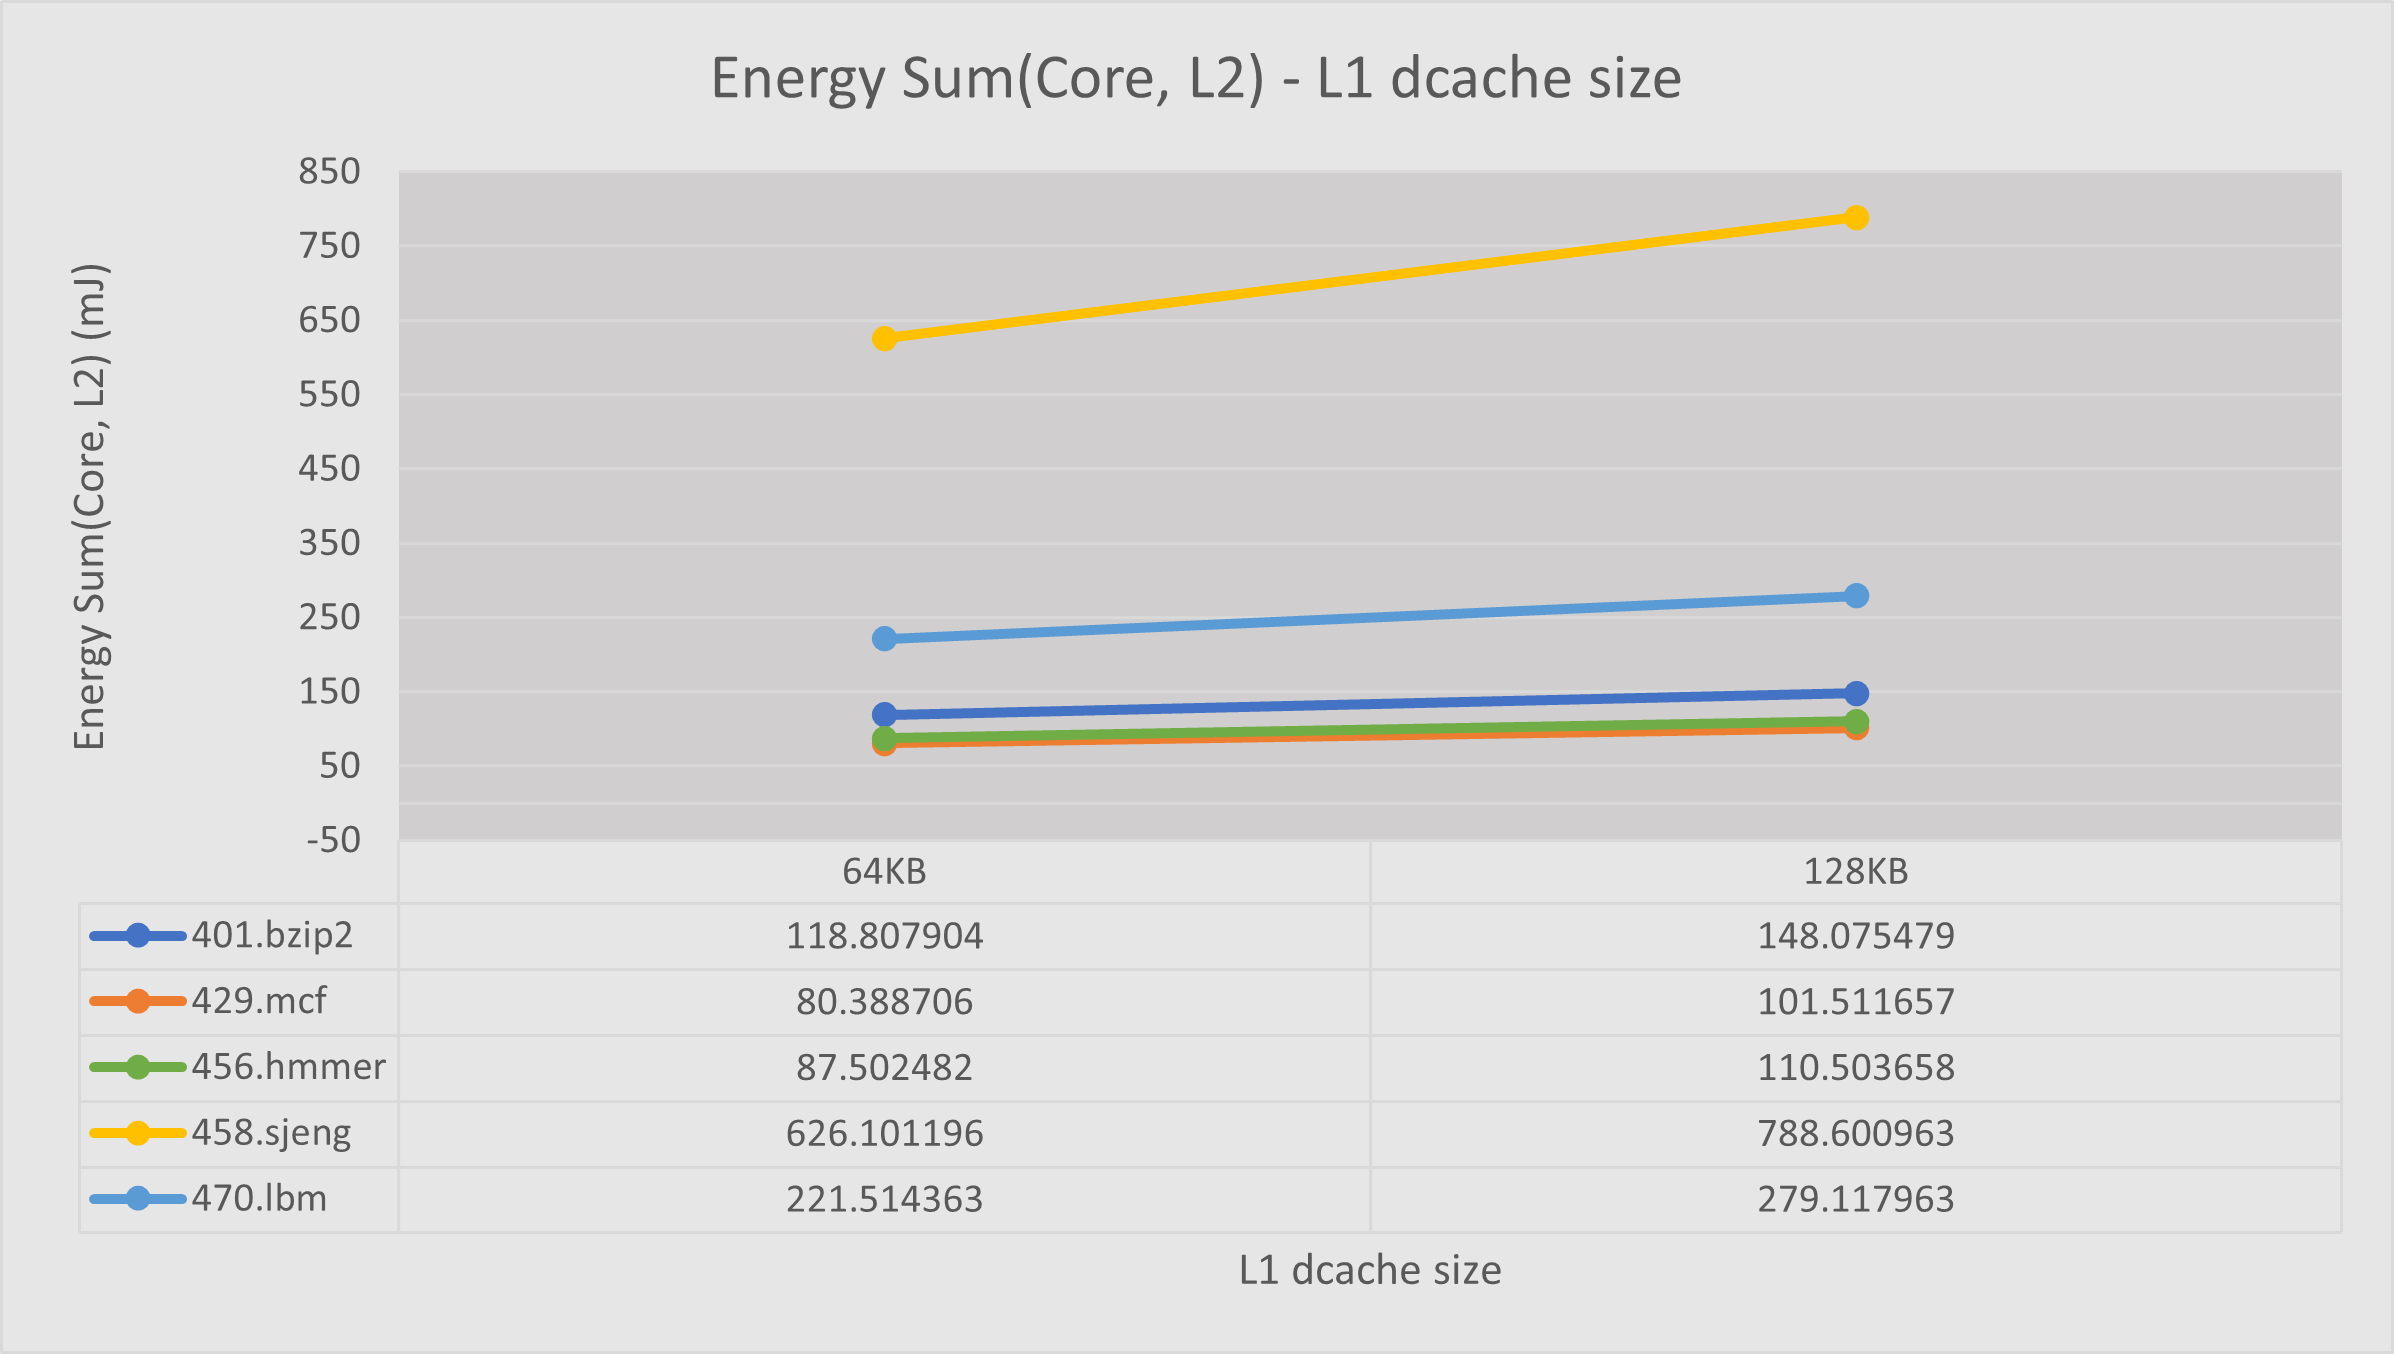 Energy Sum(Core, L2) - L1 dcache size
Energy Sum(Core, L2) (mJ)
850
750
650
550
450
350
250
150
50
-50
64KB 128KB
401.bzip2 118.807904 148.075479
429.mcf 80.388706 101.511657
456.hmmer 87.502482 110.503658
458.sjeng 626.101196 788.600963
470.lbm 221.514363 279.117963
L1 dcache size